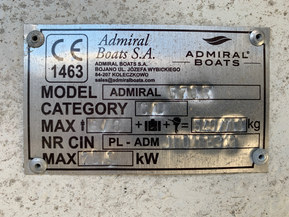 CE
1463
Admiral
Boats S.A.
ADMIRAL BOATS S.A.
BOJANO UL. JÓZEFA WYBICKIEGO
84-207 KOLECZKOWO
sales@admiralboats.com
ADMIRAL
BOATS
MODEL ADMIRAL
CATEGORY
MAX + + kg
NR CIN PL - ADM
MAX kW